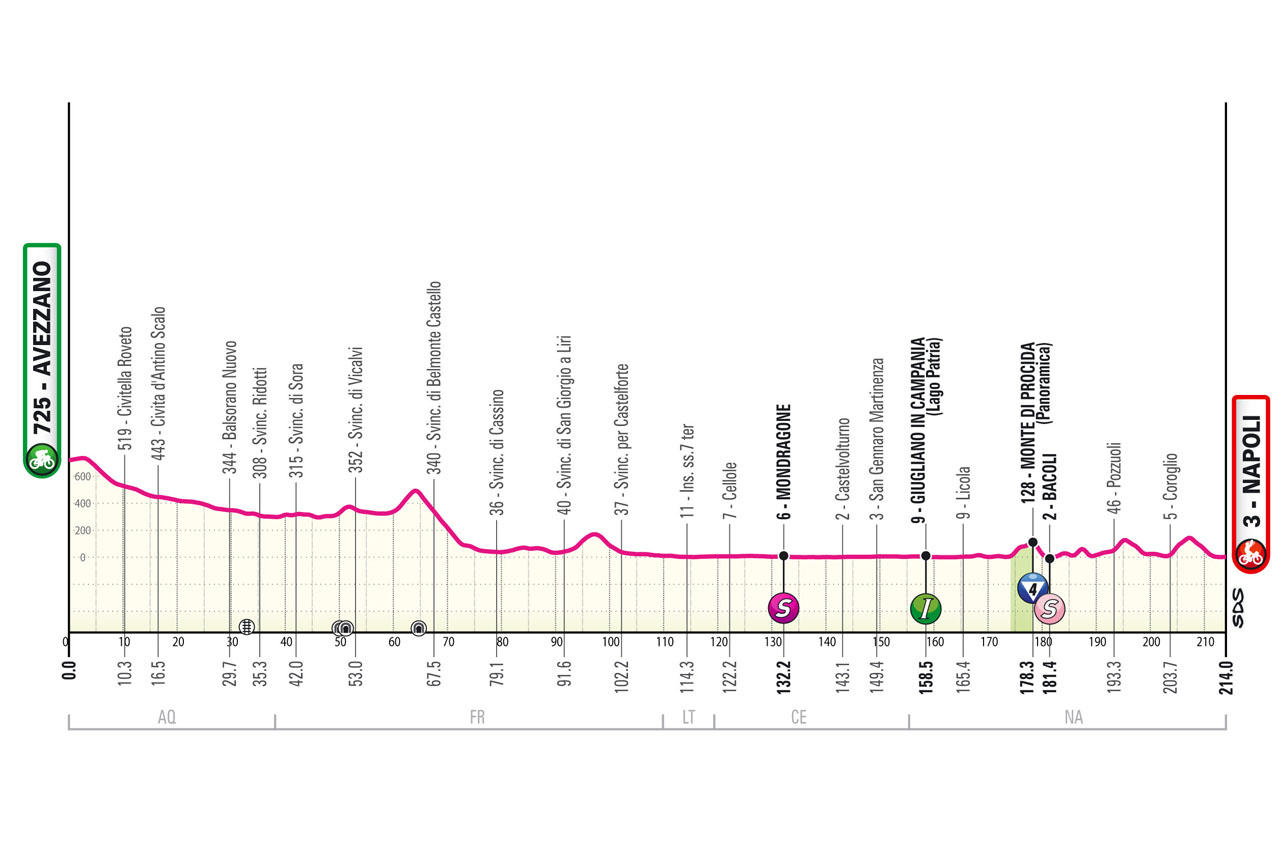 725 - AVEZZANO
519 - Civitella Roveto
443 - Civita d'Antino Scalo
344 - Balsorano Nuovo
308 - Svinc. Ridotti
315 - Svinc. di Sora
352 - Svinc. di Vicalvi
340 - Svinc. di Belmonte Castello
36 - Svinc. di Cassino
40 - Svinc. di San Giorgio a Liri
37 - Svinc. per Castelforte
11 - Ins. ss.7 ter
7 - Cellole
6 - MONDRAGONE
2 - Castelvolturno
3 - San Gennaro Martinenza
9 - GIUGLIANO IN CAMPANIA
(Lago Patria)
9 - Licola
128 - MONTE DI PROCIDA
(Panoramica)
2 - BACOLI
46 - Pozzuoli
5 - Coroglio
3 - NAPOLI
600
400
200
0
S
I
4
S
SDS
0 10 20 30 40 50 60 70 80 90 100 110 120 130 140 150 160 170 180 190 200 210
0.0 10.3 16.5 29.7 35.3 42.0 53.0 67.5 79.1 91.6 102.2 114.3 122.2 132.2 143.1 149.4 158.5 165.4 178.3 181.4 193.3 203.7 214.0
AQ FR LT CE NA